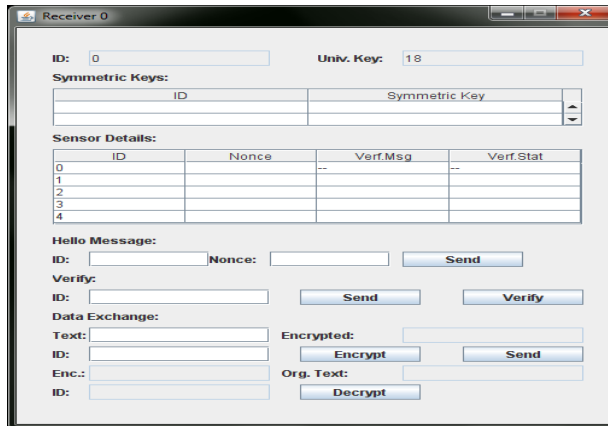 Receiver 0
ID: 0 Univ. Key: 18
Symmetric Keys:
ID Symmetric Key
Sensor Details:
ID Nonce Verf.Msg Verf.Stat
0 -- --
1
2
3
4
Hello Message:
ID: Nonce: Send
Verify:
ID: Send Verify
Data Exchange:
Text: Encrypted:
ID: Encrypt Send
Enc.: Org. Text:
ID: Decrypt